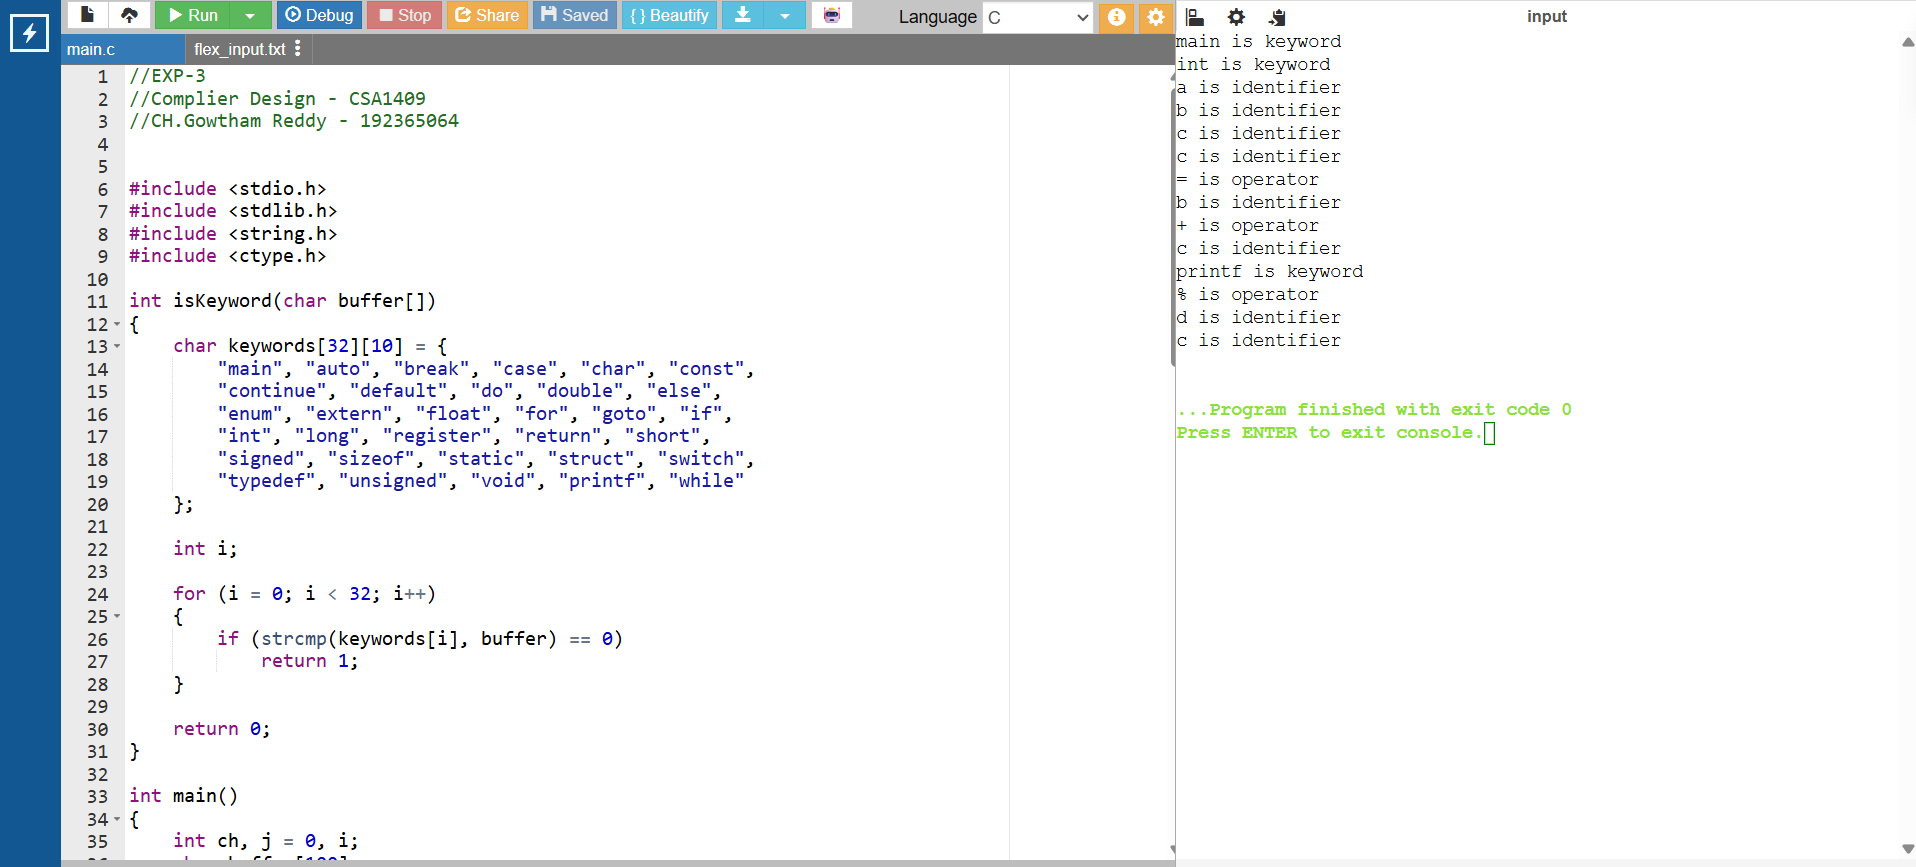 Run
Debug
Stop
Share
Saved
{ } Beautify
Language C
main.c
flex_input.txt
1 //EXP-3
2 //Complier Design - CSA1409
3 //CH.Gowtham Reddy - 192365064
4
5
6 #include <stdio.h>
7 #include <stdlib.h>
8 #include <string.h>
9 #include <ctype.h>
10
11 int isKeyword(char buffer[])
12 {
13 char keywords[32][10] = {
14 "main", "auto", "break", "case", "char", "const",
15 "continue", "default", "do", "double", "else",
16 "enum", "extern", "float", "for", "goto", "if",
17 "int", "long", "register", "return", "short",
18 "signed", "sizeof", "static", "struct", "switch",
19 "typedef", "unsigned", "void", "printf", "while"
20 };
21
22 int i;
23
24 for (i = 0; i < 32; i++)
25 {
26 if (strcmp(keywords[i], buffer) == 0)
27 return 1;
28 }
29
30 return 0;
31 }
32
33 int main()
34 {
35 int ch, j = 0, i;
input
main is keyword
int is keyword
a is identifier
b is identifier
c is identifier
c is identifier
= is operator
b is identifier
+ is operator
c is identifier
printf is keyword
% is operator
d is identifier
c is identifier
...Program finished with exit code 0
Press ENTER to exit console.